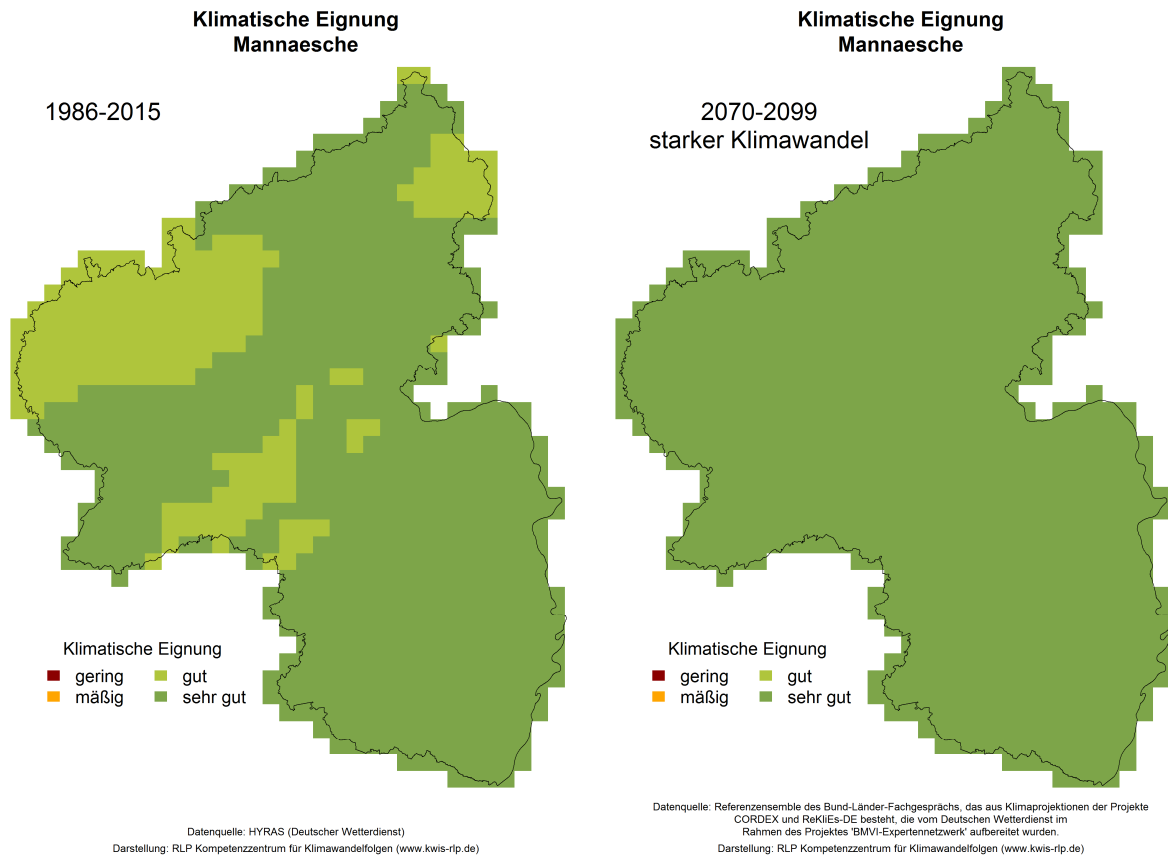 Klimatische Eignung
Mannaesche
1986-2015
Klimatische Eignung
gering
gut
mäßig
sehr gut
Datenquelle: HYRAS (Deutscher Wetterdienst)
Darstellung: RLP Kompetenzzentrum für Klimawandelfolgen (www.kwis-rlp.de)
Klimatische Eignung
Mannaesche
2070-2099
starker Klimawandel
Klimatische Eignung
gering
gut
mäßig
sehr gut
Datenquelle: Referenzensemble des Bund-Länder-Fachgesprächs, das aus Klimaprojektionen der Projekte
CORDEX und ReKliEs-DE besteht, die vom Deutschen Wetterdienst im
Rahmen des Projektes 'BMVI-Expertennetzwerk' aufbereitet wurden.
Darstellung: RLP Kompetenzzentrum für Klimawandelfolgen (www.kwis-rlp.de)